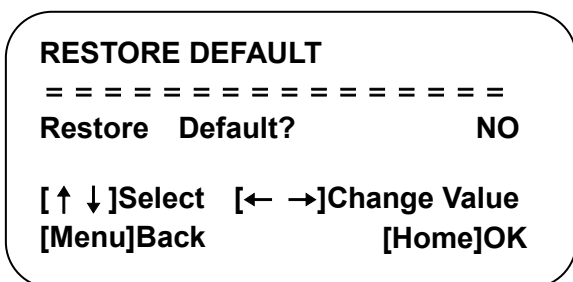 RESTORE DEFAULT
= = = = = = = = = = = = = = = =
Restore Default? NO
[↑ ↓]Select [← →]Change Value
[Menu]Back [Home]OK